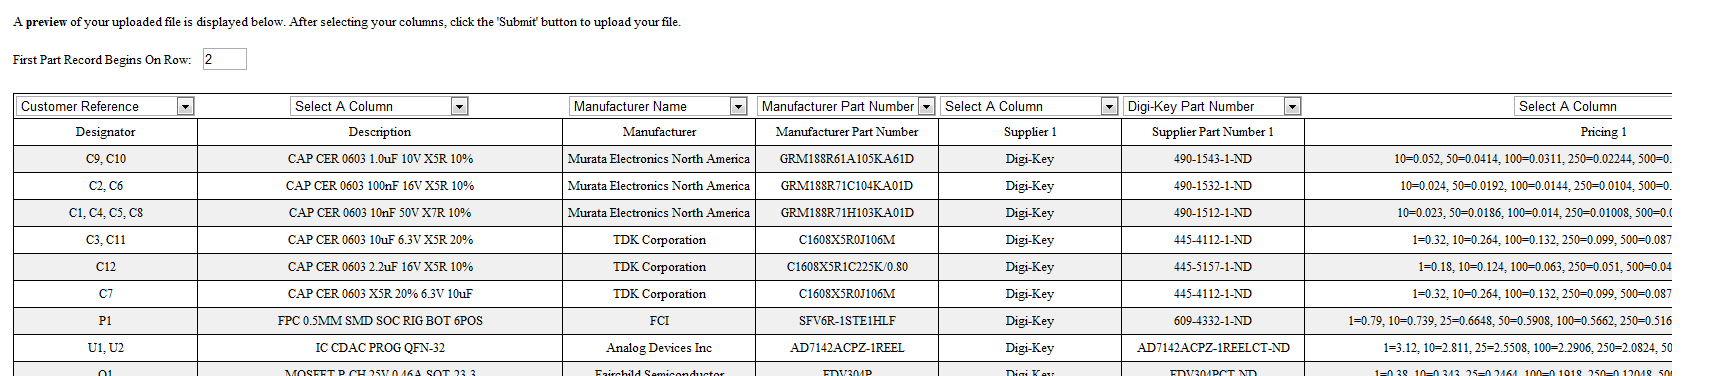 A preview of your uploaded file is displayed below. After selecting your columns, click the 'Submit' button to upload your file.
First Part Record Begins On Row: 2
Customer Reference Select A Column Manufacturer Name Manufacturer Part Number Select A Column Digi-Key Part Number Select A Column
Designator Description Manufacturer Manufacturer Part Number Supplier 1 Supplier Part Number 1 Pricing 1
C9, C10 CAP CER 0603 1.0uF 10V X5R 10% Murata Electronics North America GRM188R61A105KA61D Digi-Key 490-1543-1-ND 10=0.052, 50=0.0414, 100=0.0311, 250=0.02244, 500=0.
C2, C6 CAP CER 0603 100nF 16V X5R 10% Murata Electronics North America GRM188R71C104KA01D Digi-Key 490-1532-1-ND 10=0.024, 50=0.0192, 100=0.0144, 250=0.0104, 500=0.
C1, C4, C5, C8 CAP CER 0603 10nF 50V X7R 10% Murata Electronics North America GRM188R71H103KA01D Digi-Key 490-1512-1-ND 10=0.023, 50=0.0186, 100=0.014, 250=0.01008, 500=0.0
C3, C11 CAP CER 0603 10uF 6.3V X5R 20% TDK Corporation C1608X5R0J106M Digi-Key 445-4112-1-ND 1=0.32, 10=0.264, 100=0.132, 250=0.099, 500=0.087
C12 CAP CER 0603 2.2uF 16V X5R 10% TDK Corporation C1608X5R1C225K/0.80 Digi-Key 445-5157-1-ND 1=0.18, 10=0.124, 100=0.063, 250=0.051, 500=0.04
C7 CAP CER 0603 X5R 20% 6.3V 10uF TDK Corporation C1608X5R0J106M Digi-Key 445-4112-1-ND 1=0.32, 10=0.264, 100=0.132, 250=0.099, 500=0.087
P1 FPC 0.5MM SMD SOC RIG BOT 6POS FCI SFV6R-1STE1HLF Digi-Key 609-4332-1-ND 1=0.79, 10=0.739, 25=0.6648, 50=0.5908, 100=0.5662, 250=0.516
U1, U2 IC CDAC PROG QFN-32 Analog Devices Inc AD7142ACPZ-1REEL Digi-Key AD7142ACPZ-1REELCT-ND 1=3.12, 10=2.811, 25=2.5508, 100=2.2906, 250=2.0824, 50
Q1 MOSFET P-CH 25V 0.46A SOT-23-3 Fairchild Semiconductor FDV304P Digi-Key FDV304PCT-ND 1=0.38, 10=0.343, 25=0.2464, 100=0.1918, 250=0.12048, 500